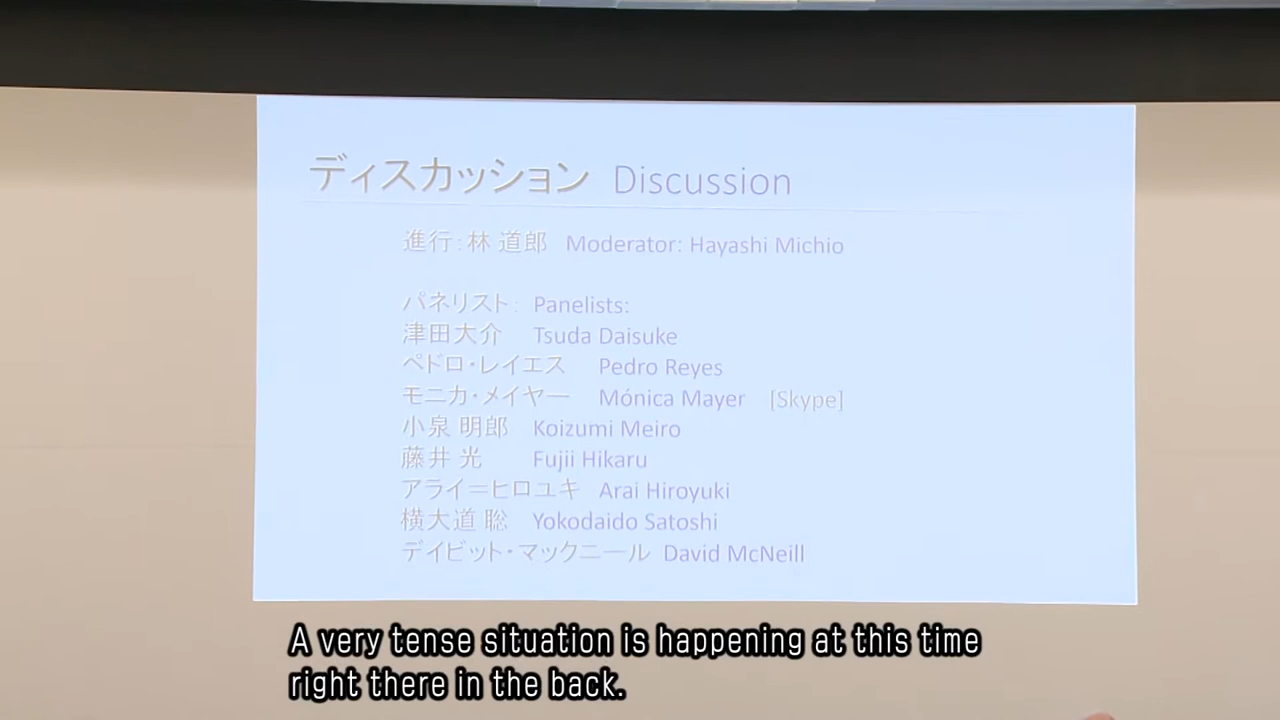 ディスカッション Discussion
進行：林 道郎 Moderator: Hayashi Michio
パネリスト： Panelists:
津田大介 Tsuda Daisuke
ペドロ・レイエス Pedro Reyes
モニカ・メイヤー Mónica Mayer [Skype]
小泉 明郎 Koizumi Meiro
藤井 光 Fujii Hikaru
アライ＝ヒロユキ Arai Hiroyuki
横大道 聡 Yokodaido Satoshi
デイビット・マックニール David McNeill
A very tense situation is happening at this time
right there in the back.